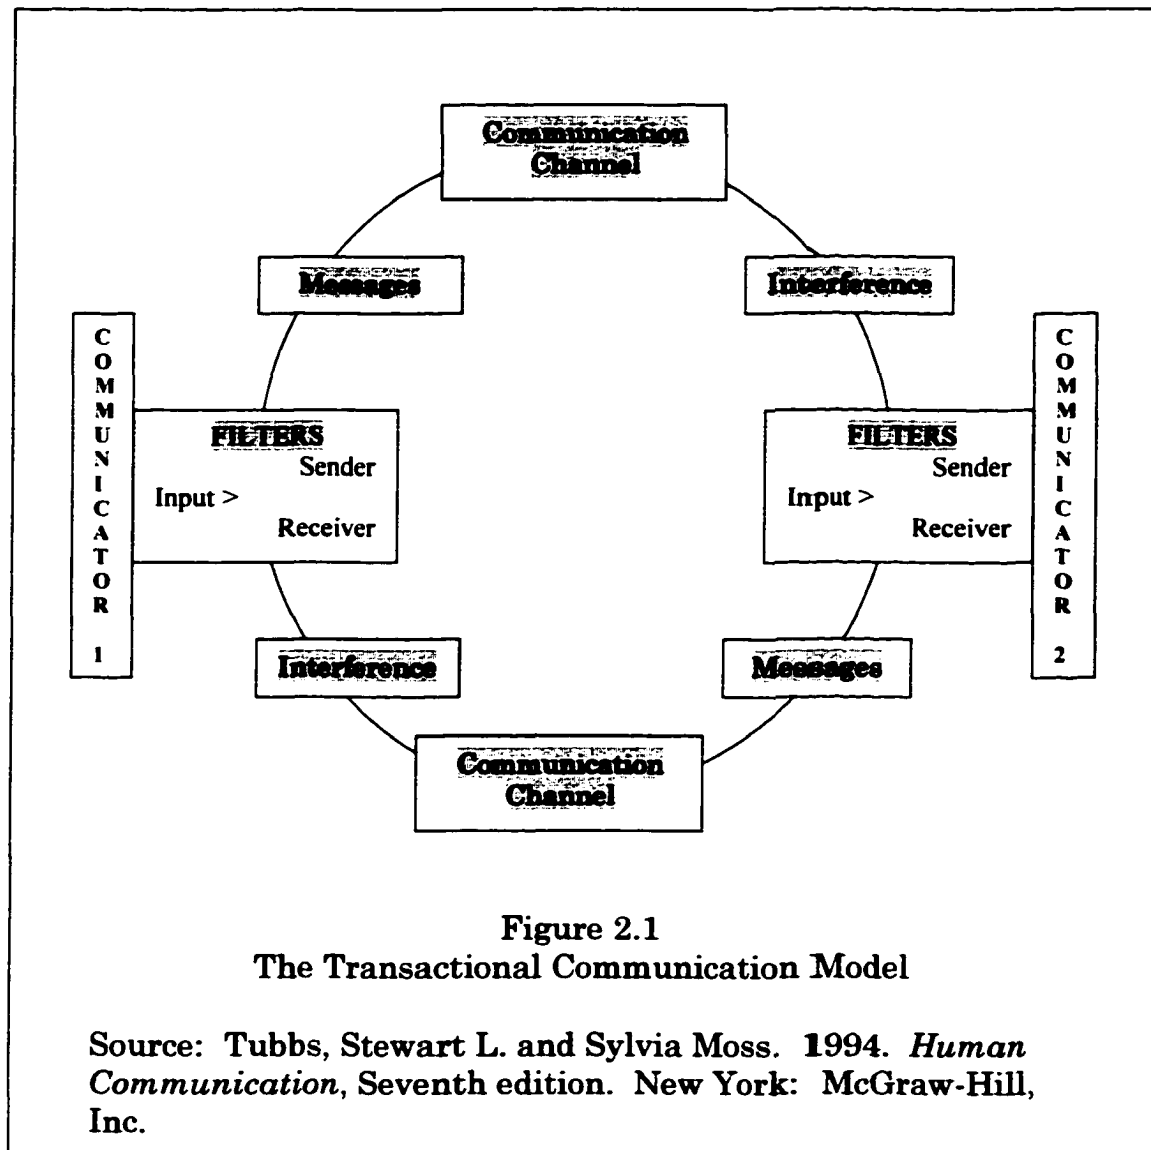 Communication
Channel
Messages
Interference
COMMUNICATOR 1
FILTERS
Sender
Input >
Receiver
FILTERS
Sender
Input >
Receiver
COMMUNICATOR 2
Interference
Messages
Communication
Channel
Figure 2.1
The Transactional Communication Model
Source: Tubbs, Stewart L. and Sylvia Moss. 1994. Human
Communication, Seventh edition. New York: McGraw-Hill,
Inc.